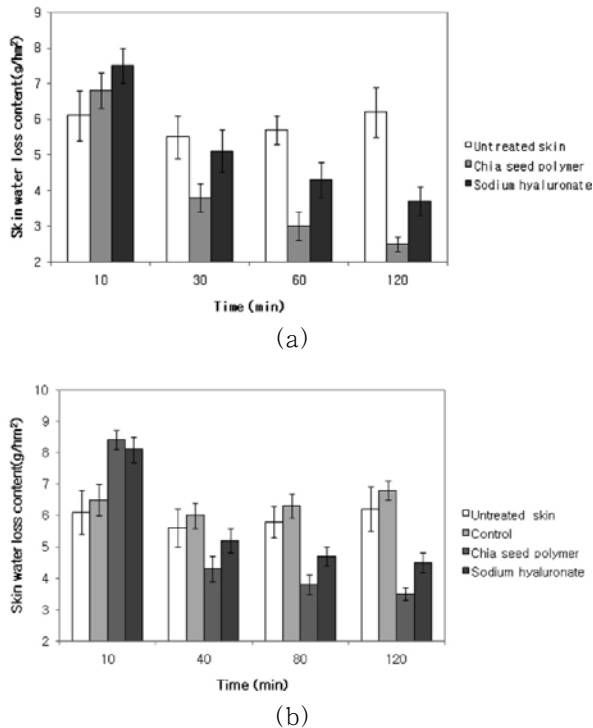 9
8
7
6
5
4
3
2
Skin water loss content(g/hm²)
10 30 60 120
Time (min)
Untreated skin
Chia seed polymer
Sodium hyaluronate
(a)
10
9
8
7
6
5
4
3
2
Skin water loss content(g/hm²)
10 40 80 120
Time (min)
Untreated skin
Control
Chia seed polymer
Sodium hyaluronate
(b)